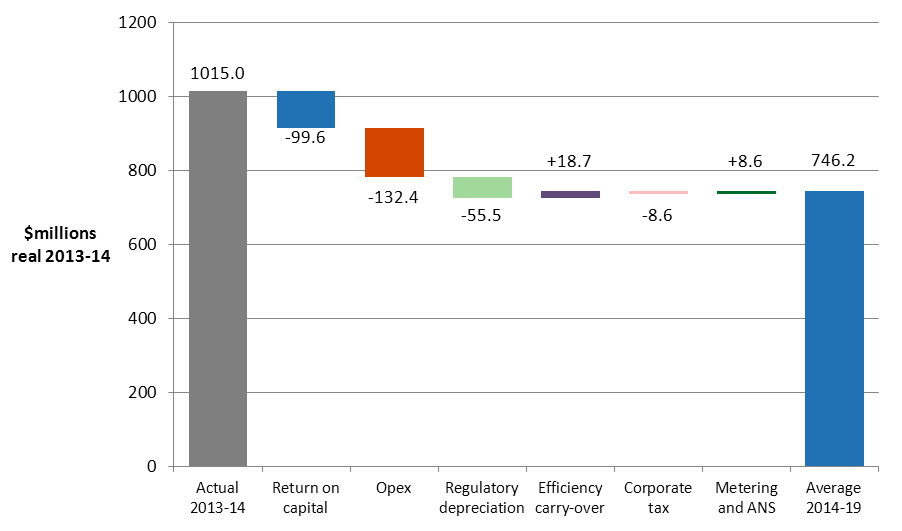 1200
1000
800
600
400
200
0
$millions
real 2013-14
1015.0
-99.6
-132.4
-55.5
+18.7
-8.6
+8.6
746.2
Actual
2013-14
Return on
capital
Opex
Regulatory
depreciation
Efficiency
carry-over
Corporate
tax
Metering
and ANS
Average
2014-19